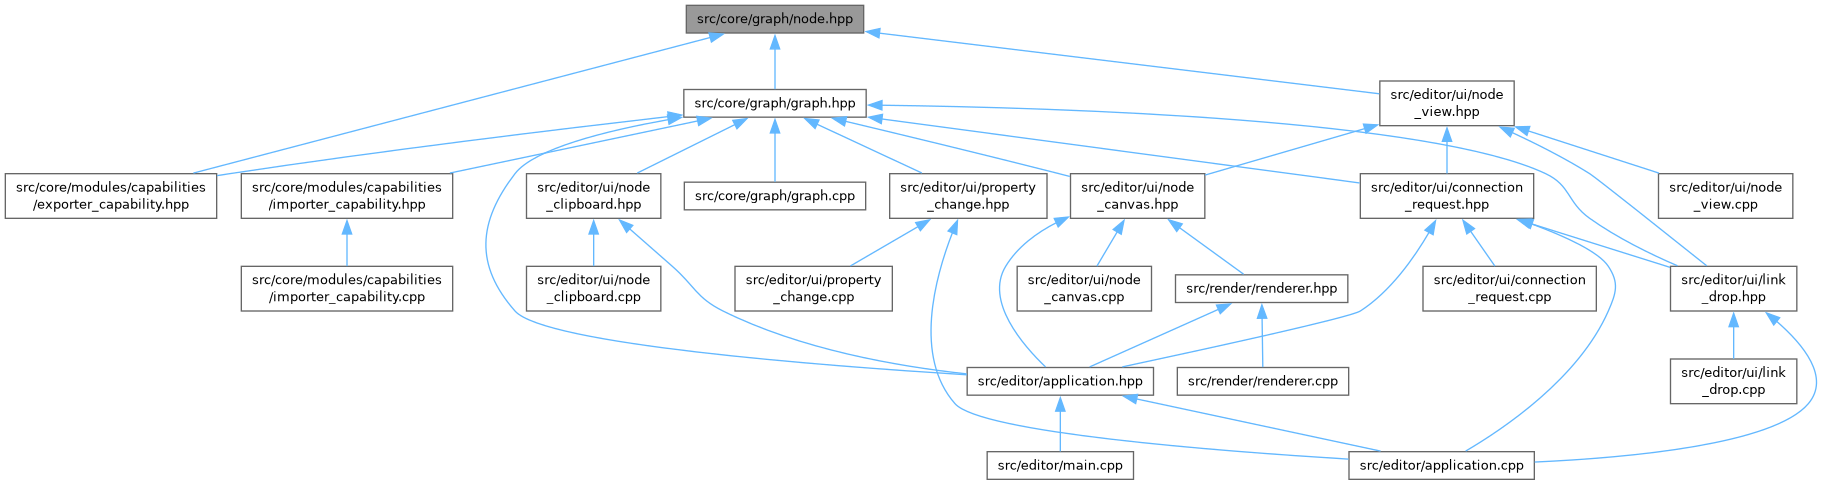 src/core/graph/node.hpp
src/editor/ui/node
_view.hpp
src/core/graph/graph.hpp
src/core/modules/capabilities
/exporter_capability.hpp
src/core/modules/capabilities
/importer_capability.hpp
src/editor/ui/node
_clipboard.hpp
src/core/graph/graph.cpp
src/editor/ui/property
_change.hpp
src/editor/ui/node
_canvas.hpp
src/editor/ui/connection
_request.hpp
src/editor/ui/node
_view.cpp
src/core/modules/capabilities
/importer_capability.cpp
src/editor/ui/node
_clipboard.cpp
src/editor/ui/property
_change.cpp
src/editor/ui/node
_canvas.cpp
src/render/renderer.hpp
src/editor/ui/connection
_request.cpp
src/editor/ui/link
_drop.hpp
src/editor/application.hpp
src/render/renderer.cpp
src/editor/ui/link
_drop.cpp
src/editor/main.cpp
src/editor/application.cpp